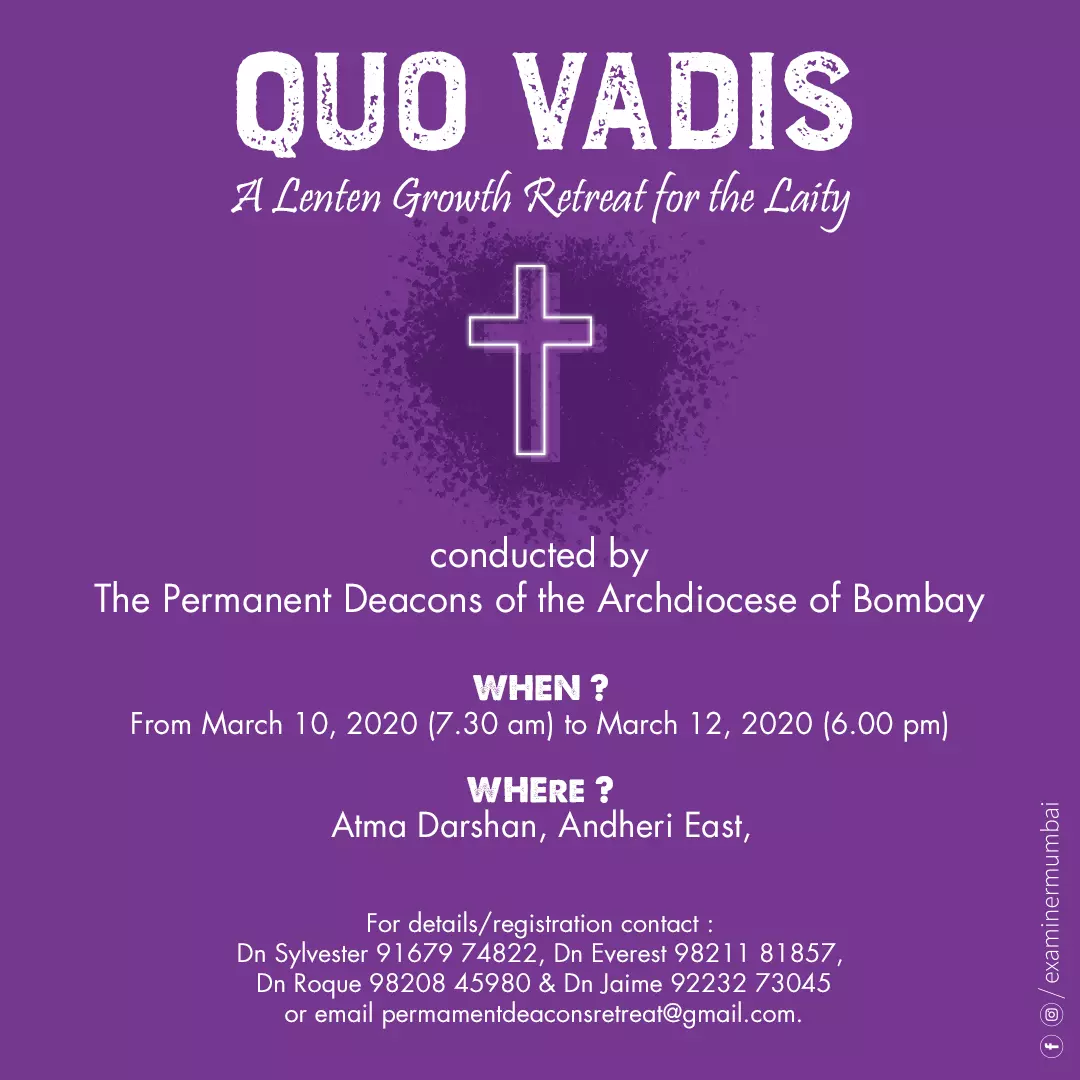 QUO VADIS
A Lenten Growth Retreat for the Laity
conducted by
The Permanent Deacons of the Archdiocese of Bombay
WHEN ?
From March 10, 2020 (7.30 am) to March 12, 2020 (6.00 pm)
WHERE ?
Atma Darshan, Andheri East,
For details/registration contact :
Dn Sylvester 91679 74822, Dn Everest 98211 81857,
Dn Roque 98208 45980 & Dn Jaime 92232 73045
or email permamentdeaconsretreat@gmail.com.
/ examinermumbai